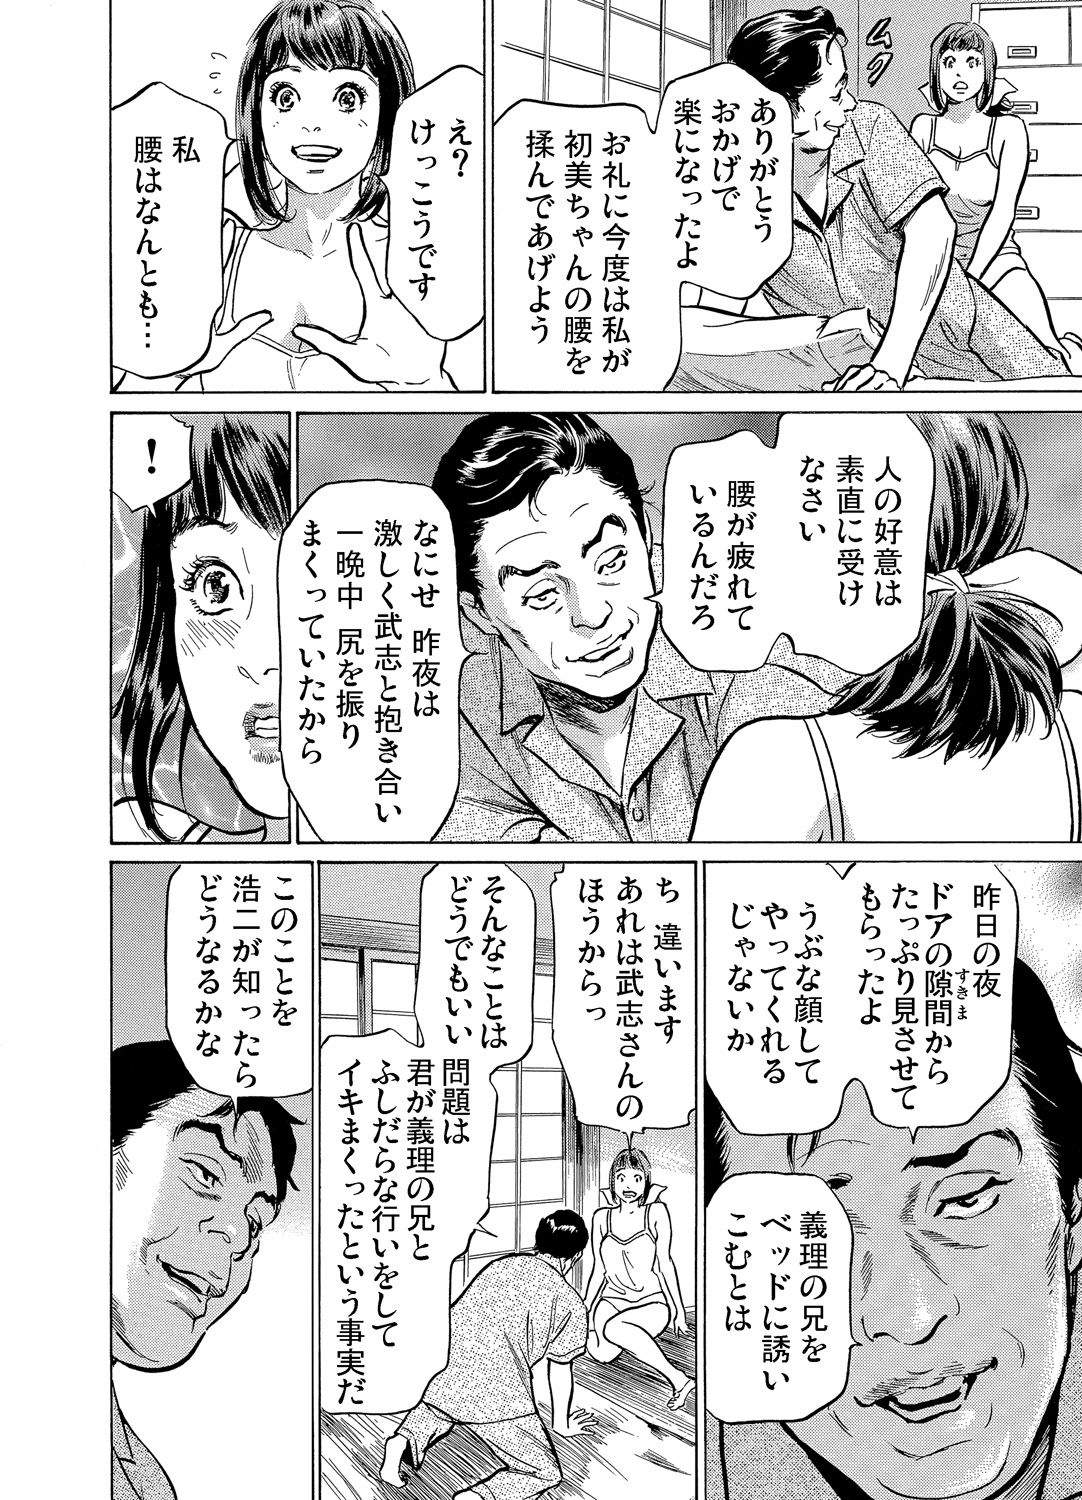 ムクッ
ありがとう
おかげで
楽になったよ
お礼に今度は私が
初美ちゃんの腰を
揉んであげよう
え?
けっこうです
私
腰はなんとも…
人の好意は
素直に受け
なさい
腰が疲れて
いるんだろ
なにせ 昨夜は
激しく武志と抱き合い
一晩中 尻を振り
まくっていたから
!
昨日の夜
ドアの隙間から
すきま
たっぷり見させて
もらったよ
うぶな顔して
やってくれる
じゃないか
義理の兄を
ベッドに誘い
こむとは
ち 違います
あれは武志さんの
ほうからっ
そんなことは
どうでもいい
問題は
君が義理の兄と
ふしだらな行いをして
イキまくったという事実だ
このことを
浩二が知ったら
どうなるかな